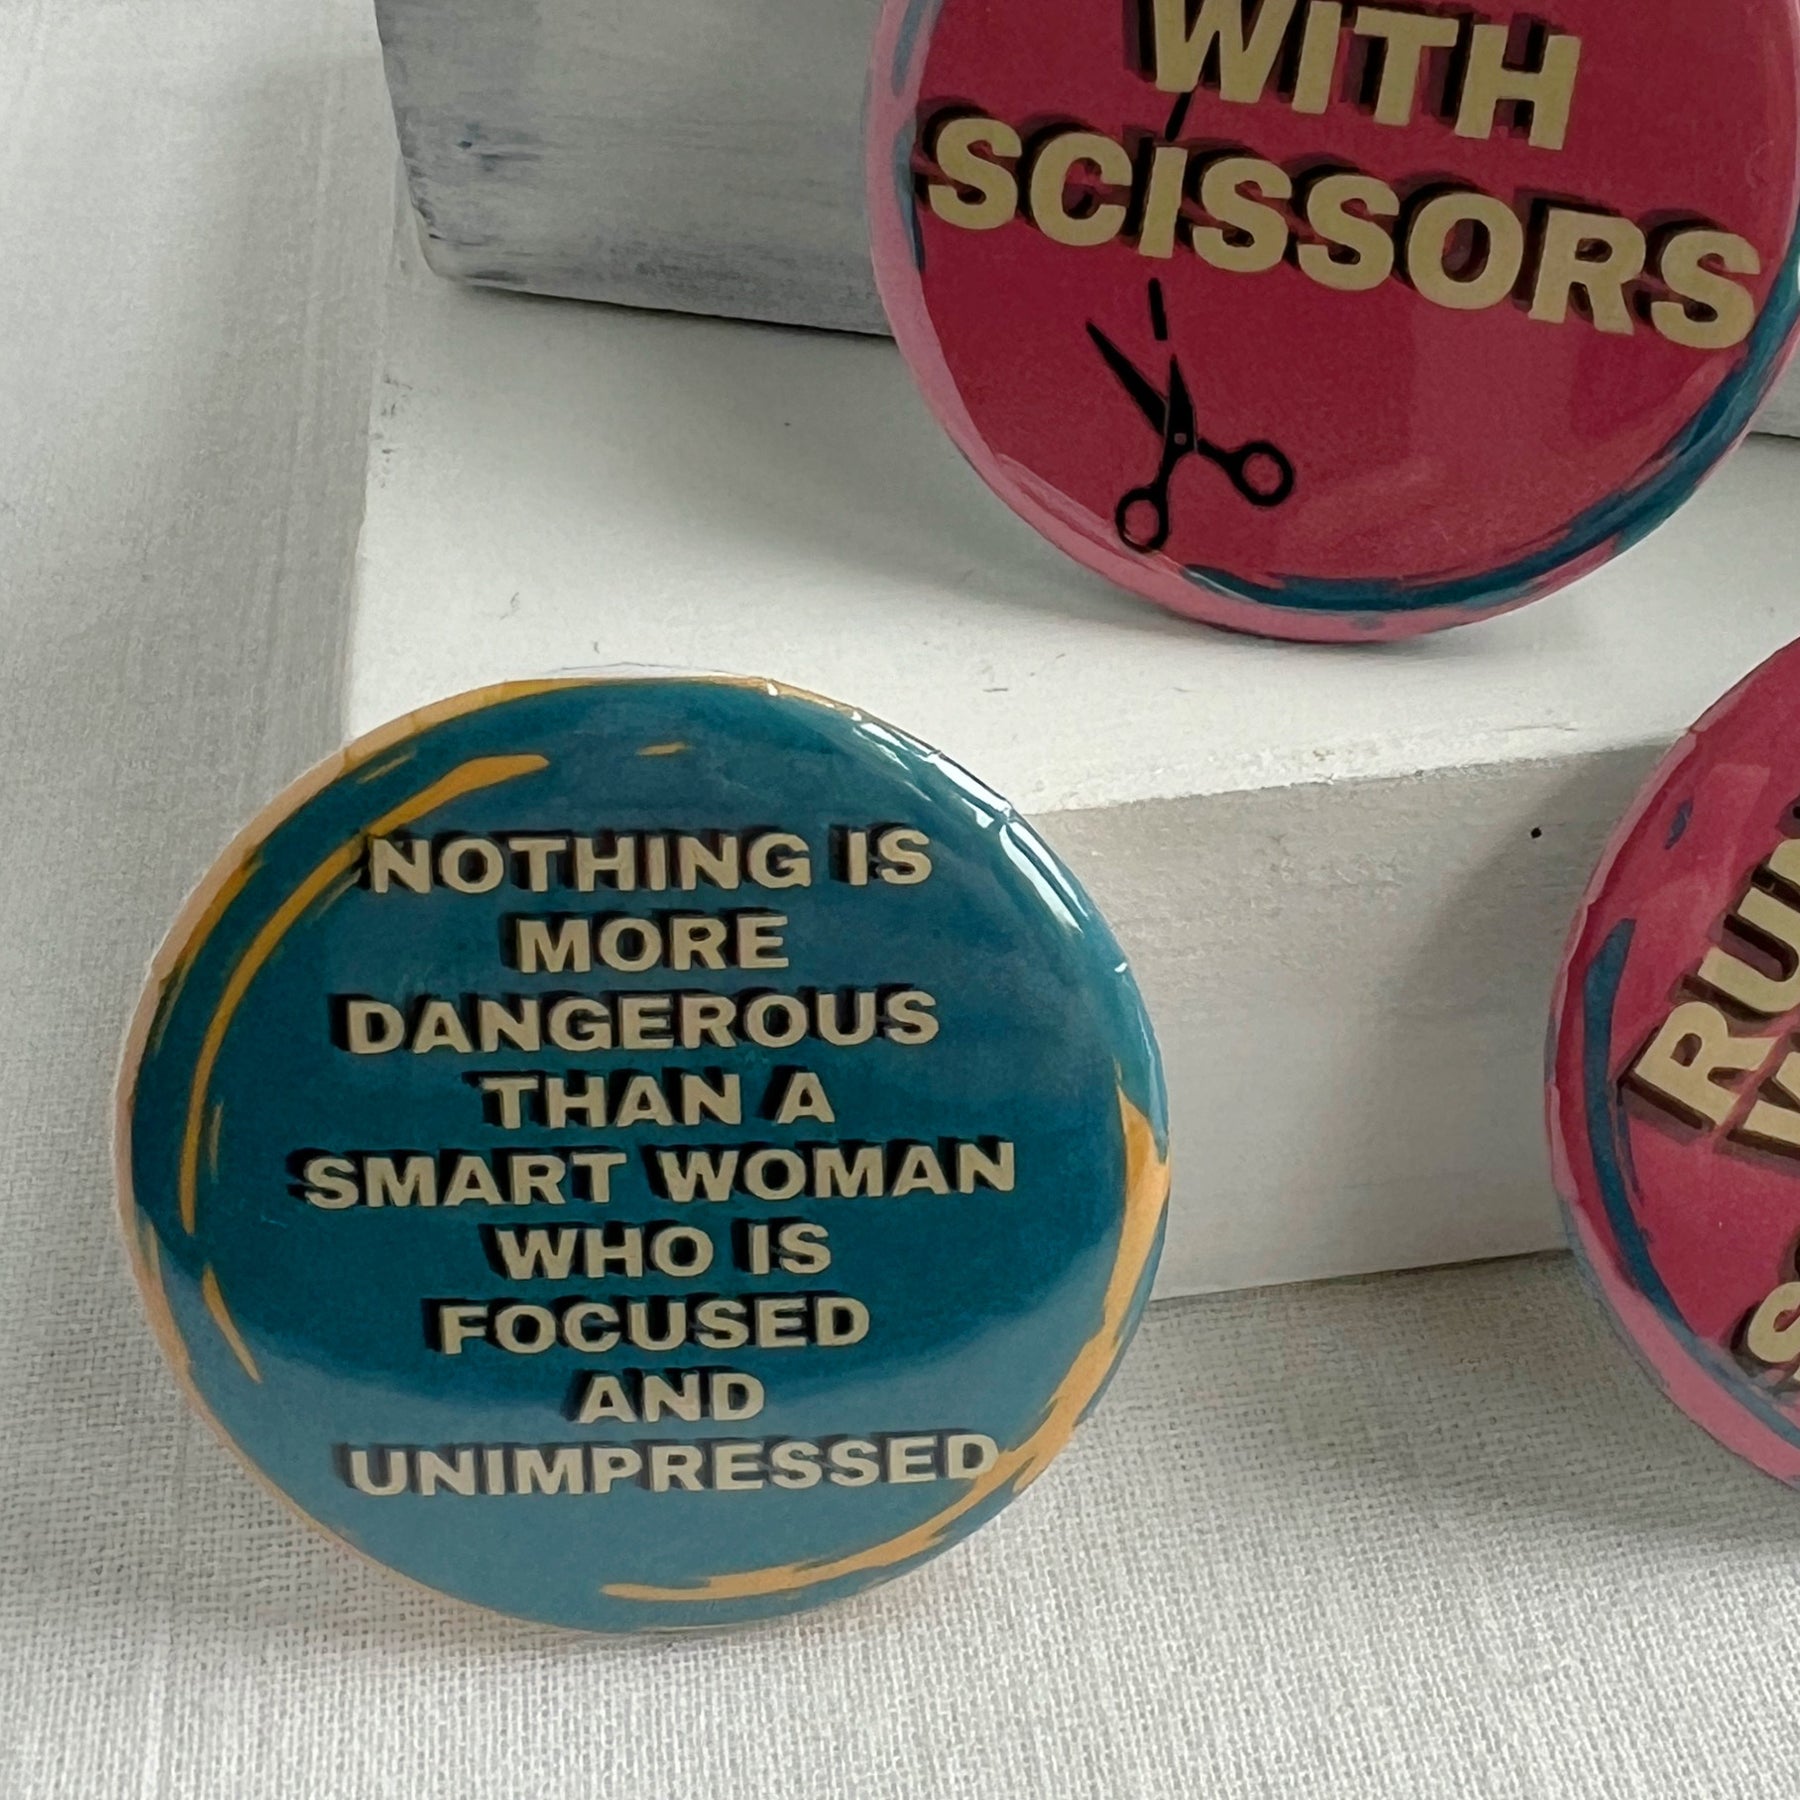 WITH
SCISSORS
NOTHING IS
MORE
DANGEROUS
THAN A
SMART WOMAN
WHO IS
FOCUSED
AND
UNIMPRESSED